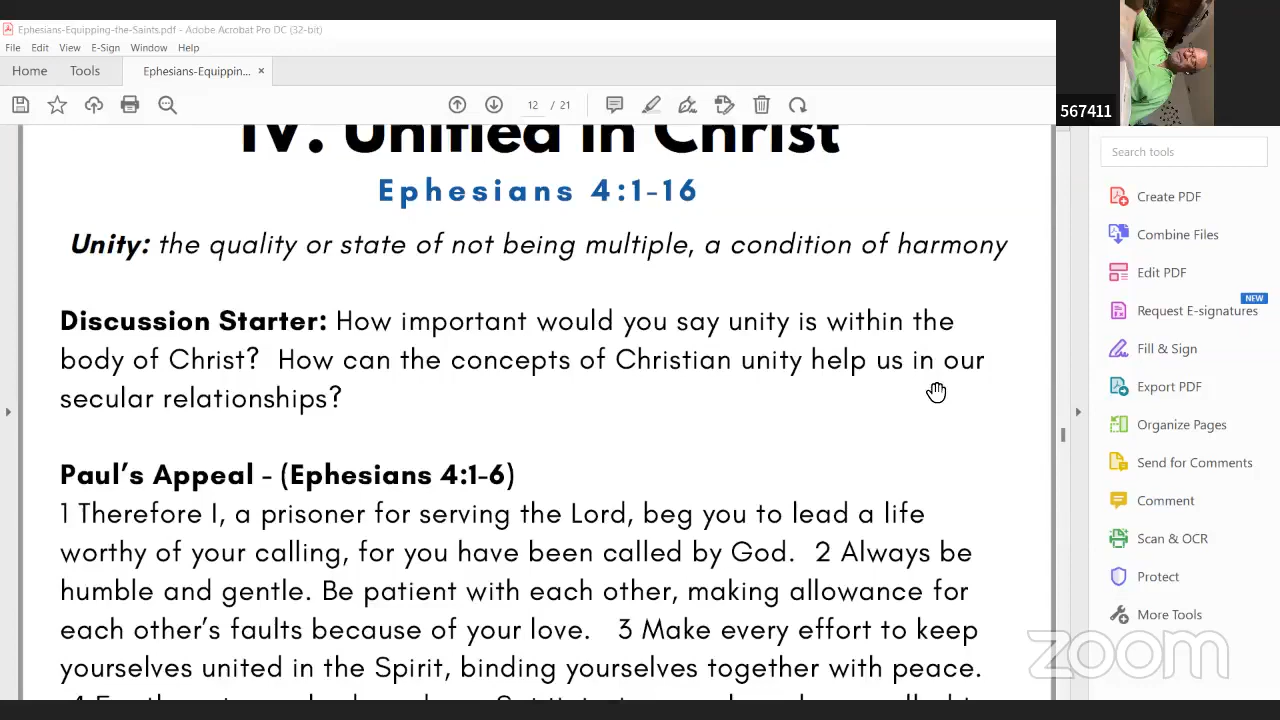 Ephesians-Equipping-the-Saints.pdf - Adobe Acrobat Pro DC (32-bit)
File Edit View E-Sign Window Help
Home Tools Ephesians-Equippin... ×
12 / 21
567411
Search tools
IV. Unified in Christ
Ephesians 4:1-16
Unity: the quality or state of not being multiple, a condition of harmony
Discussion Starter: How important would you say unity is within the
body of Christ? How can the concepts of Christian unity help us in our
secular relationships?
Paul's Appeal - (Ephesians 4:1-6)
1 Therefore I, a prisoner for serving the Lord, beg you to lead a life
worthy of your calling, for you have been called by God. 2 Always be
humble and gentle. Be patient with each other, making allowance for
each other's faults because of your love. 3 Make every effort to keep
yourselves united in the Spirit, binding yourselves together with peace.
Create PDF
Combine Files
Edit PDF
NEW
Request E-signatures
Fill & Sign
Export PDF
Organize Pages
Send for Comments
Comment
Scan & OCR
Protect
More Tools
zoom